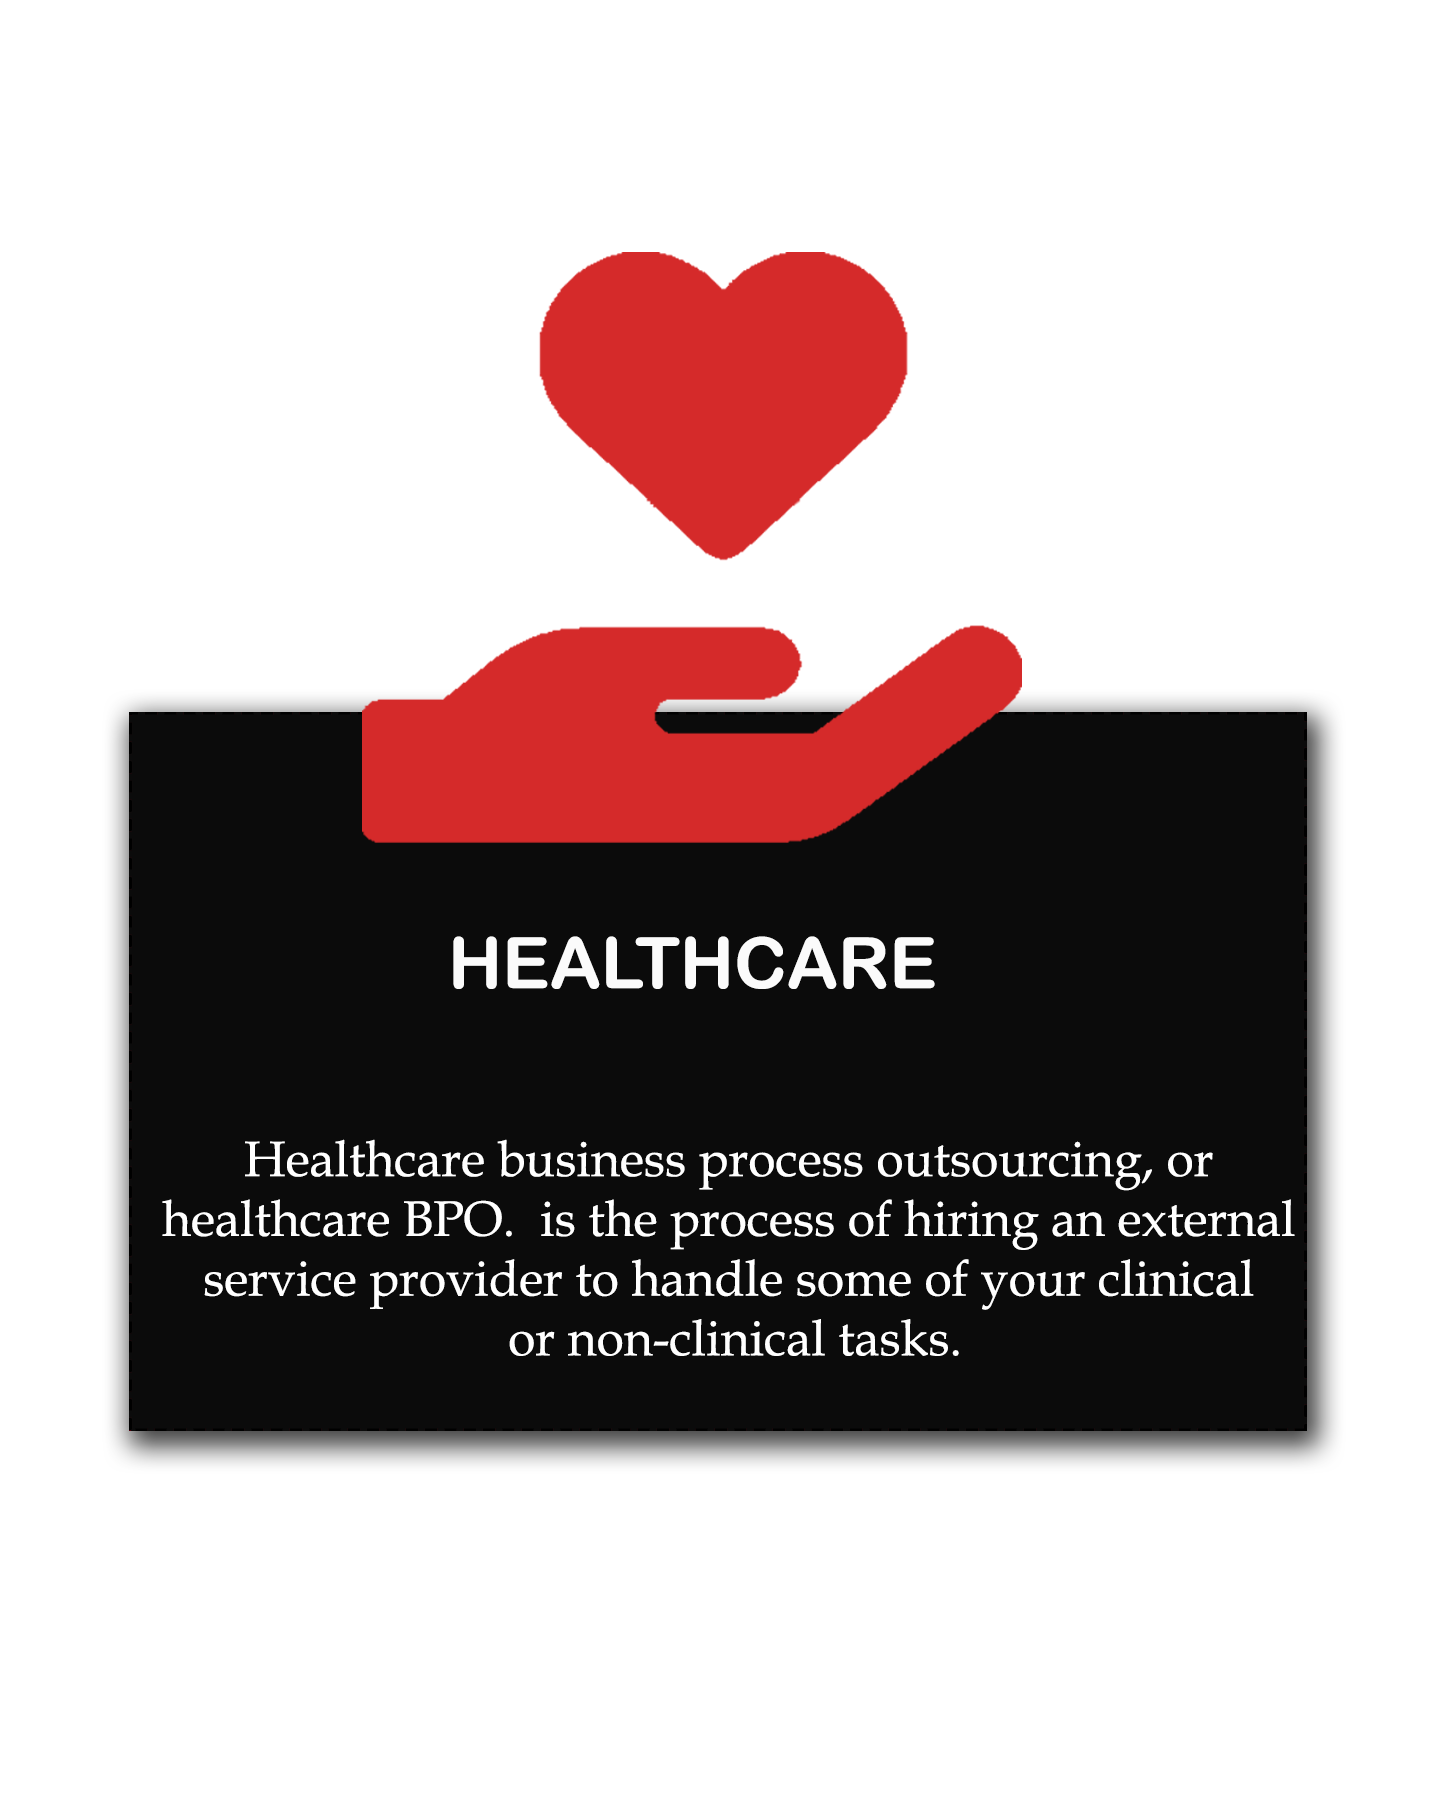 HEALTHCARE
Healthcare business process outsourcing, or
healthcare BPO.  is the process of hiring an external
service provider to handle some of your clinical
or non-clinical tasks.